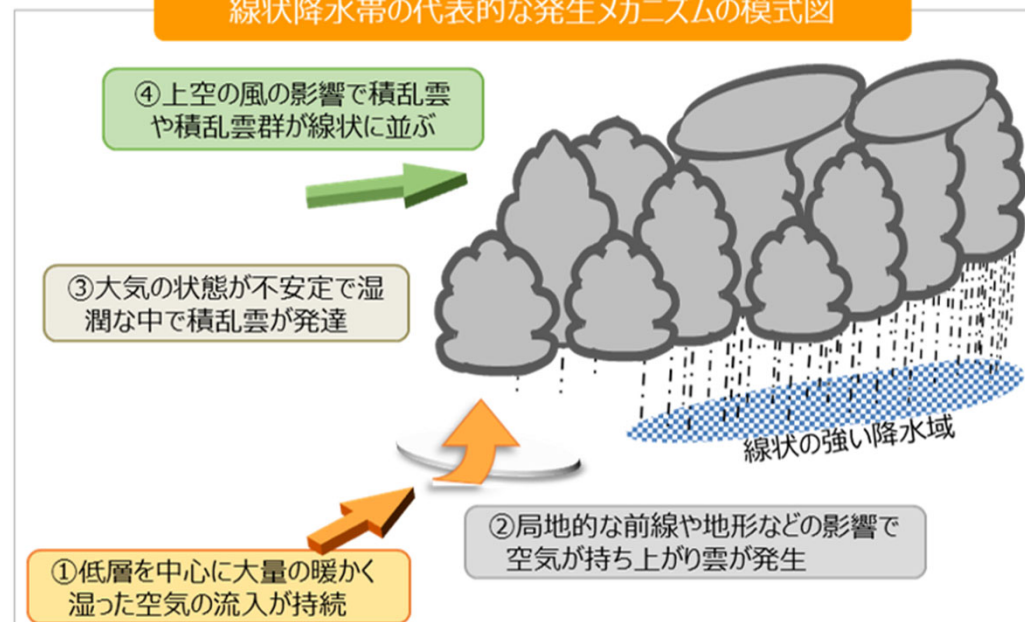 線状降水帯の代表的な発生メカニズムの模式図
④上空の風の影響で積乱雲
や積乱雲群が線状に並ぶ
③大気の状態が不安定で湿
潤な中で積乱雲が発達
線状の強い降水域
②局地的な前線や地形などの影響で
空気が持ち上がり雲が発生
①低層を中心に大量の暖かく
湿った空気の流入が持続